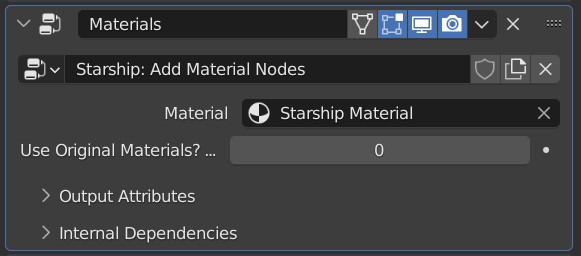 Materials
Starship: Add Material Nodes
Material Starship Material
Use Original Materials? ... 0
Output Attributes
Internal Dependencies